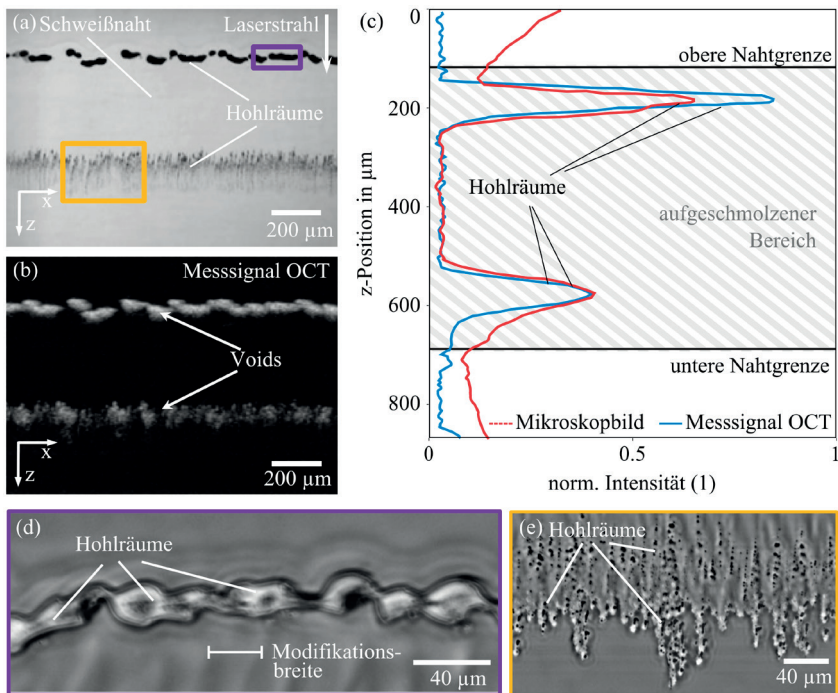 (a)
Schweißnaht
Laserstrahl
Hohlräume
x
z
200 µm
(b)
Messsignal OCT
Voids
x
z
200 µm
(c)
0
200
400
600
800
z-Position in µm
obere Nahtgrenze
Hohlräume
aufgeschmolzener
Bereich
untere Nahtgrenze
Mikroskopbild
Messsignal OCT
0
0.5
1
norm. Intensität (1)
(d)
Hohlräume
Modifikations-
breite
40 µm
(e)
Hohlräume
40 µm